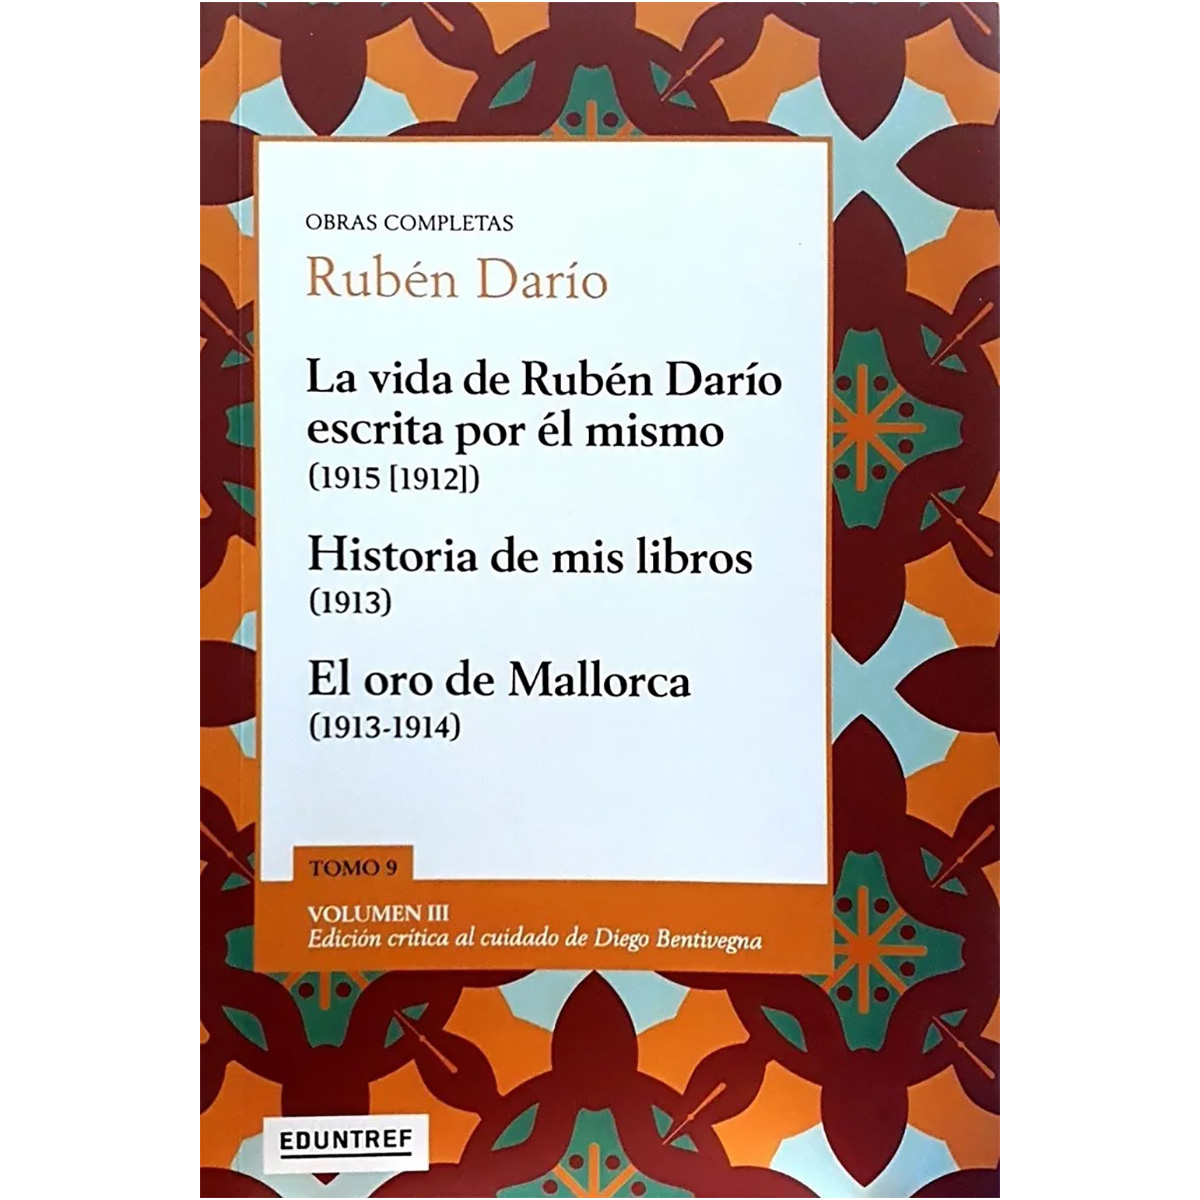 OBRAS COMPLETAS
Rubén Darío
La vida de Rubén Darío
escrita por él mismo
(1915 [1912])
Historia de mis libros
(1913)
El oro de Mallorca
(1913-1914)
TOMO 9
VOLUMEN III
Edición crítica al cuidado de Diego Bentivegna
EDUNTREF